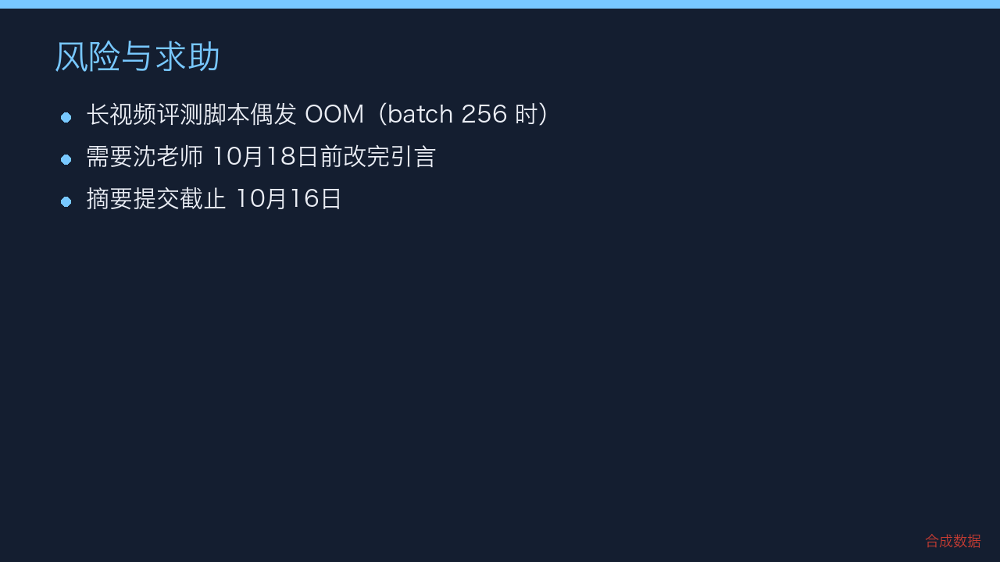 风险与求助
长视频评测脚本偶发 OOM（batch 256 时）
需要沈老师 10月18日前改完引言
摘要提交截止 10月16日
合成数据